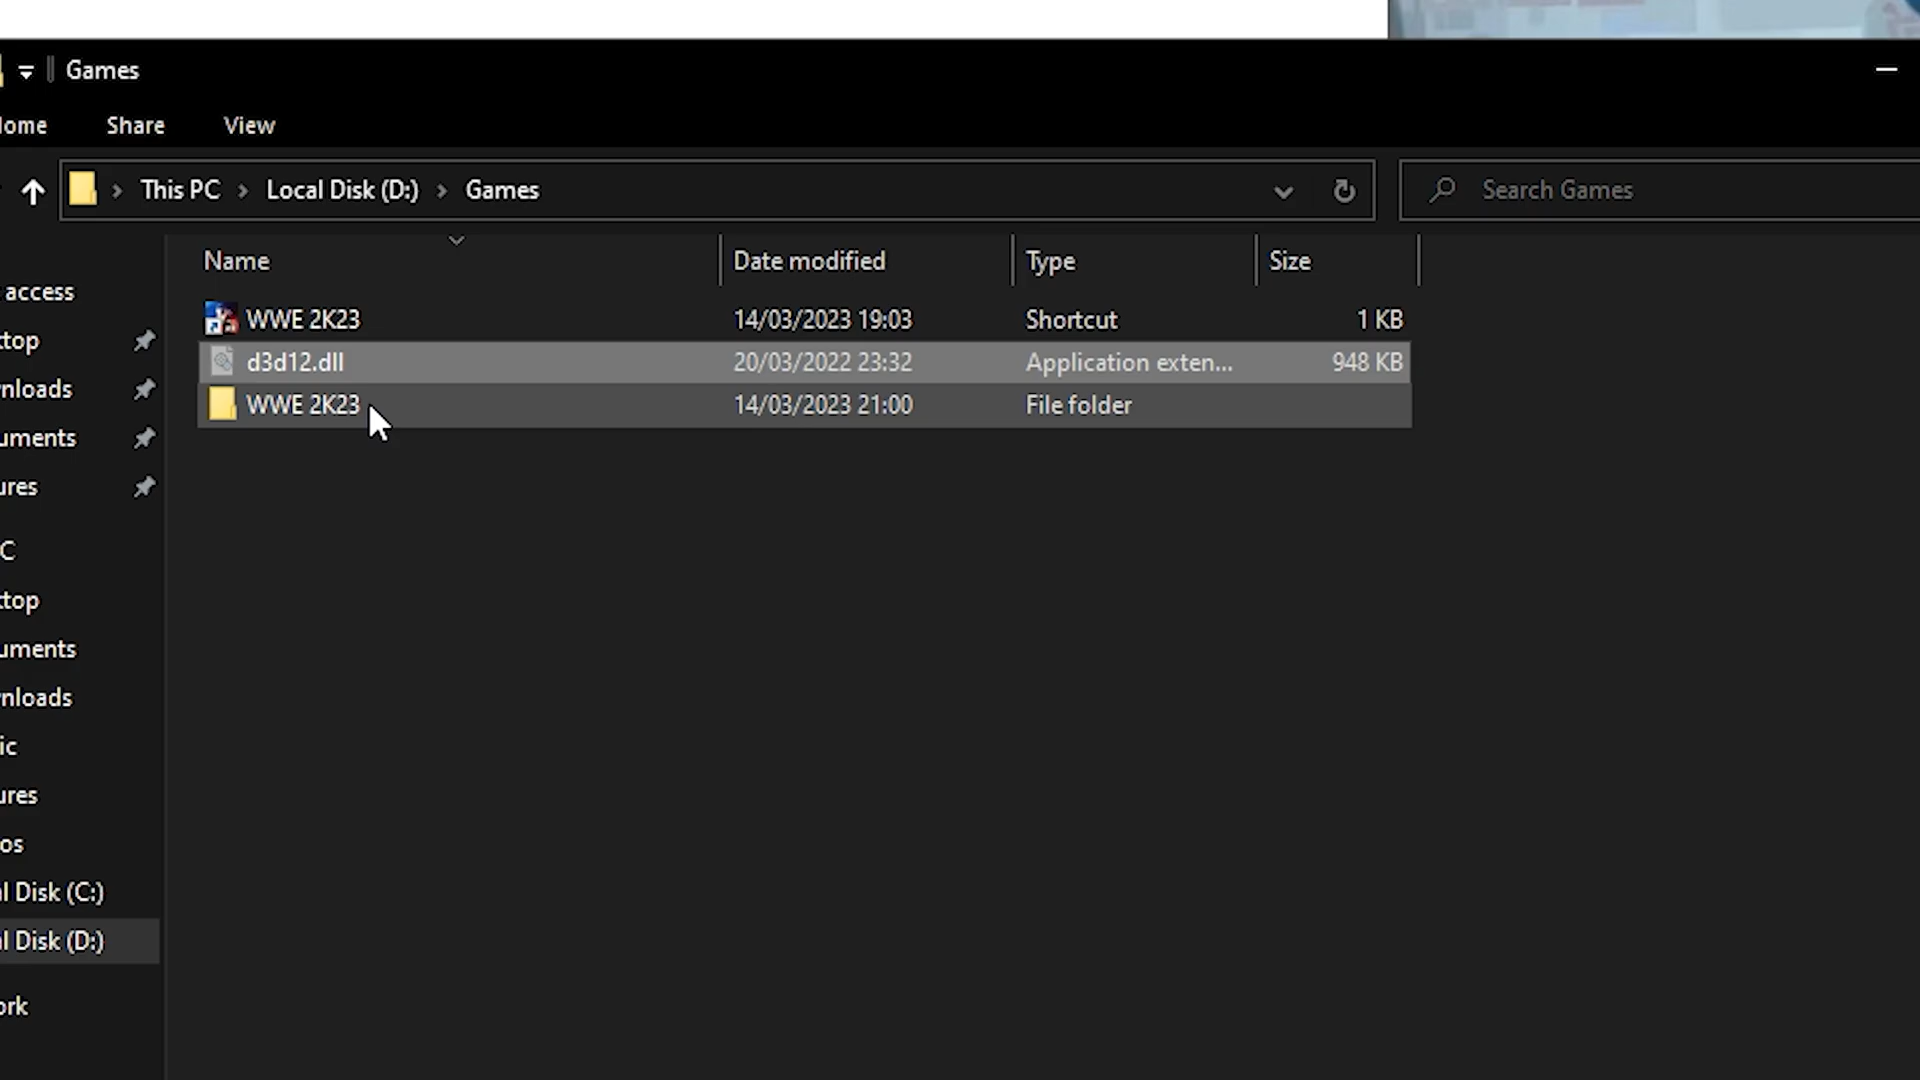 Games
ome
Share
View
This PC
Local Disk (D:)
Games
Search Games
Name
Date modified
Type
Size
WWE 2K23
14/03/2023 19:03
Shortcut
1 KB
d3d12.dll
20/03/2022 23:32
Application exten...
948 KB
WWE 2K23
14/03/2023 21:00
File folder
access
top
nloads
uments
ures
C
top
uments
nloads
ic
ures
os
l Disk (C:)
l Disk (D:)
ork